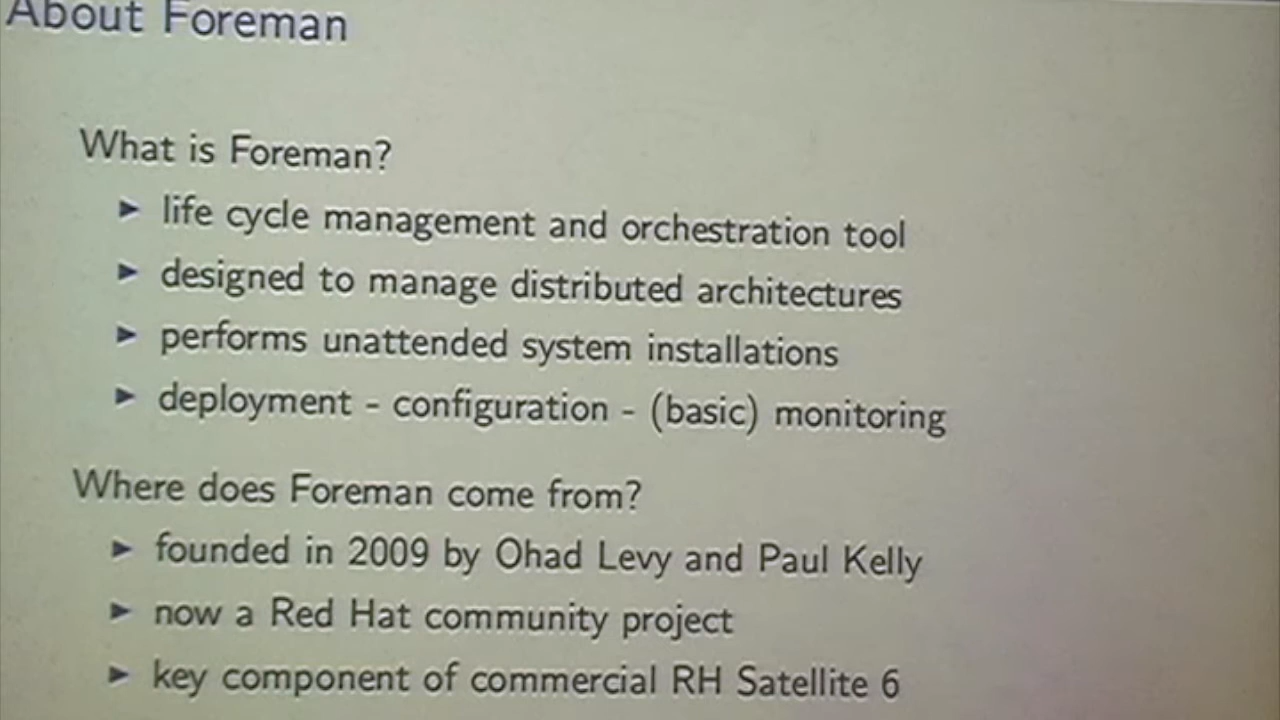 About Foreman
What is Foreman?
► life cycle management and orchestration tool
► designed to manage distributed architectures
► performs unattended system installations
► deployment - configuration - (basic) monitoring
Where does Foreman come from?
► founded in 2009 by Ohad Levy and Paul Kelly
► now a Red Hat community project
► key component of commercial RH Satellite 6